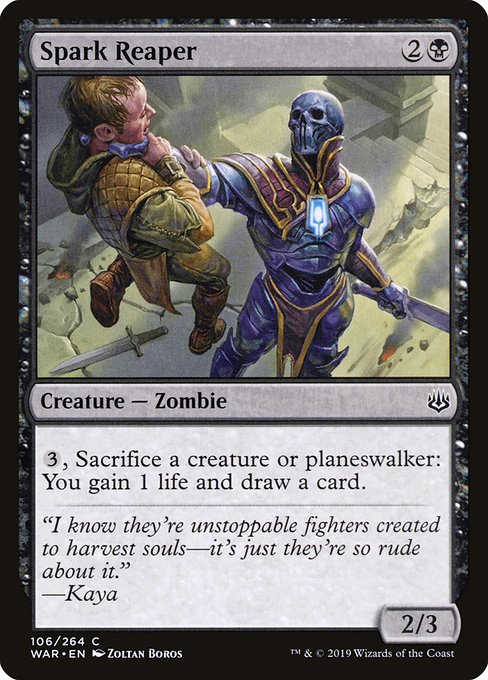 Spark Reaper 2
Creature — Zombie
3, Sacrifice a creature or planeswalker:
You gain 1 life and draw a card.
"I know they're unstoppable fighters created
to harvest souls—it's just they're so rude
about it."
—Kaya
2/3
106/264 C
WAR • EN Zoltan Boros
™ & © 2019 Wizards of the Coast